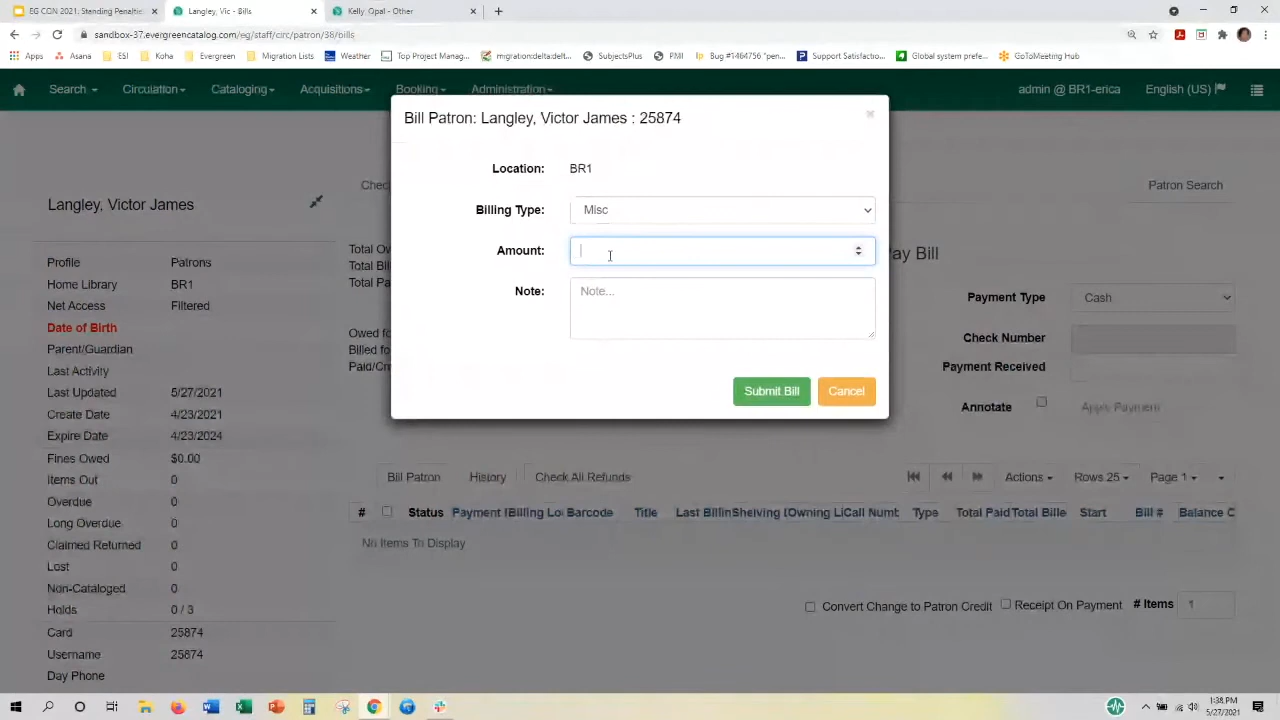 EG CON 2021, Standing Penalties
Langley, Vic - Bills
Kelly, Opal - Other
sandbox-37.evergreencatalog.com/eg/staff/circ/patron/38/bills
Apps Asana ESI Koha Evergreen Migration Lists Weather Top Project Manag... migration:deltadelt... SubjectsPlus PMI Bug #1464756 "pen... Support Satisfactio... Global system prefe... GoToMeeting Hub
Search Circulation Cataloging Acquisitions Booking Administration admin @ BR1-erica English (US)
Bill Patron: Langley, Victor James : 25874
Location: BR1
Patron Search
Langley, Victor James
Billing Type: Misc
Amount:
Pay Bill
Profile Patrons
Home Library BR1
Net Access Filtered
Date of Birth
Parent/Guardian
Last Activity
Last Updated 5/27/2021
Create Date 4/23/2021
Expire Date 4/23/2024
Fines Owed $0.00
Items Out 0
Overdue 0
Long Overdue 0
Claimed Returned 0
Lost 0
Non-Cataloged 0
Holds 0 / 3
Card 25874
Username 25874
Day Phone
Note: Note...
Submit Bill Cancel
Payment Type Cash
Check Number
Payment Received
Annotate Apply Payment
Bill Patron History Check All Refunds Actions Rows 25 Page 1
# Status Barcode Title Type Total Paid Start Bill #
No Items To Display
Convert Change to Patron Credit Receipt On Payment # Items 1
1:38 PM
5/27/2021